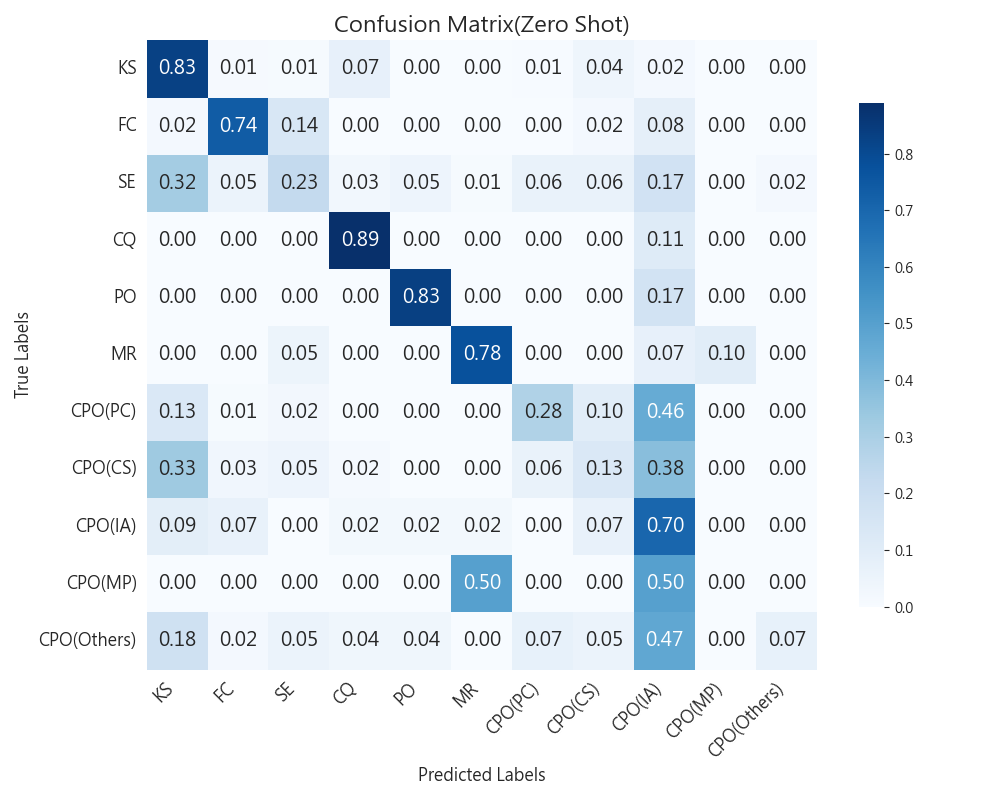 Confusion Matrix(Zero Shot)
KS 0.83 0.01 0.01 0.07 0.00 0.00 0.01 0.04 0.02 0.00 0.00
FC 0.02 0.74 0.14 0.00 0.00 0.00 0.00 0.02 0.08 0.00 0.00
SE 0.32 0.05 0.23 0.03 0.05 0.01 0.06 0.06 0.17 0.00 0.02
CQ 0.00 0.00 0.00 0.89 0.00 0.00 0.00 0.00 0.11 0.00 0.00
PO 0.00 0.00 0.00 0.00 0.83 0.00 0.00 0.00 0.17 0.00 0.00
MR 0.00 0.00 0.05 0.00 0.00 0.78 0.00 0.00 0.07 0.10 0.00
CPO(PC) 0.13 0.01 0.02 0.00 0.00 0.00 0.28 0.10 0.46 0.00 0.00
CPO(CS) 0.33 0.03 0.05 0.02 0.00 0.00 0.06 0.13 0.38 0.00 0.00
CPO(IA) 0.09 0.07 0.00 0.02 0.02 0.02 0.00 0.07 0.70 0.00 0.00
CPO(MP) 0.00 0.00 0.00 0.00 0.00 0.50 0.00 0.00 0.50 0.00 0.00
CPO(Others) 0.18 0.02 0.05 0.04 0.04 0.00 0.07 0.05 0.47 0.00 0.07
KS FC SE CQ PO MR CPO(PC) CPO(CS) CPO(IA) CPO(MP) CPO(Others)
Predicted Labels
True Labels
0.8
0.7
0.6
0.5
0.4
0.3
0.2
0.1
0.0